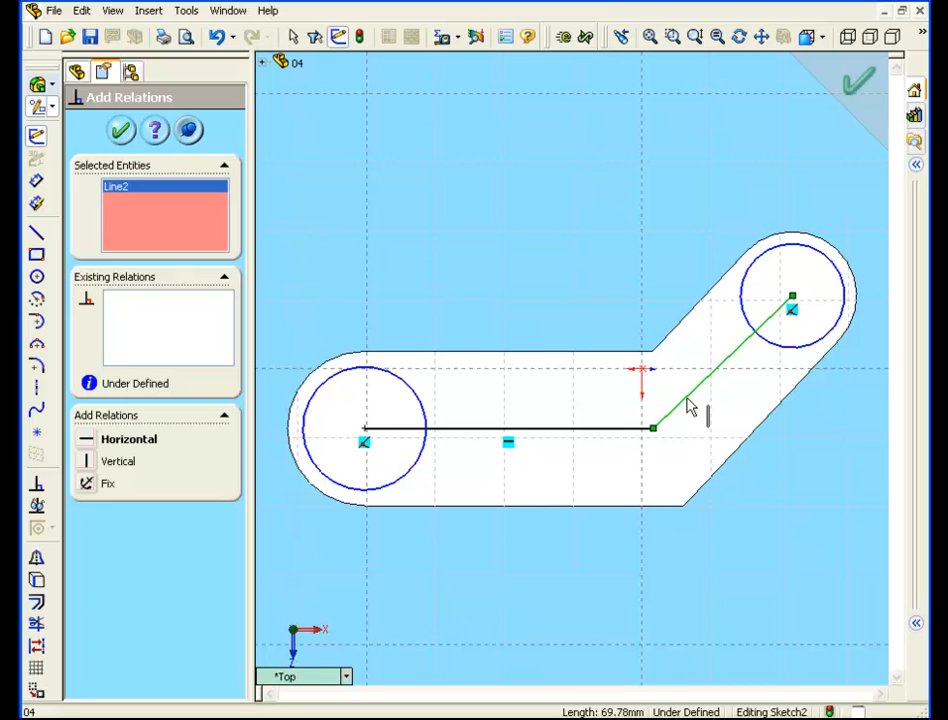 File Edit View Insert Tools Window Help
04
Add Relations
Selected Entities
Line2
Existing Relations
Under Defined
Add Relations
Horizontal
Vertical
Fix
X
Z
*Top
04
Length: 69.78mm Under Defined Editing Sketch2